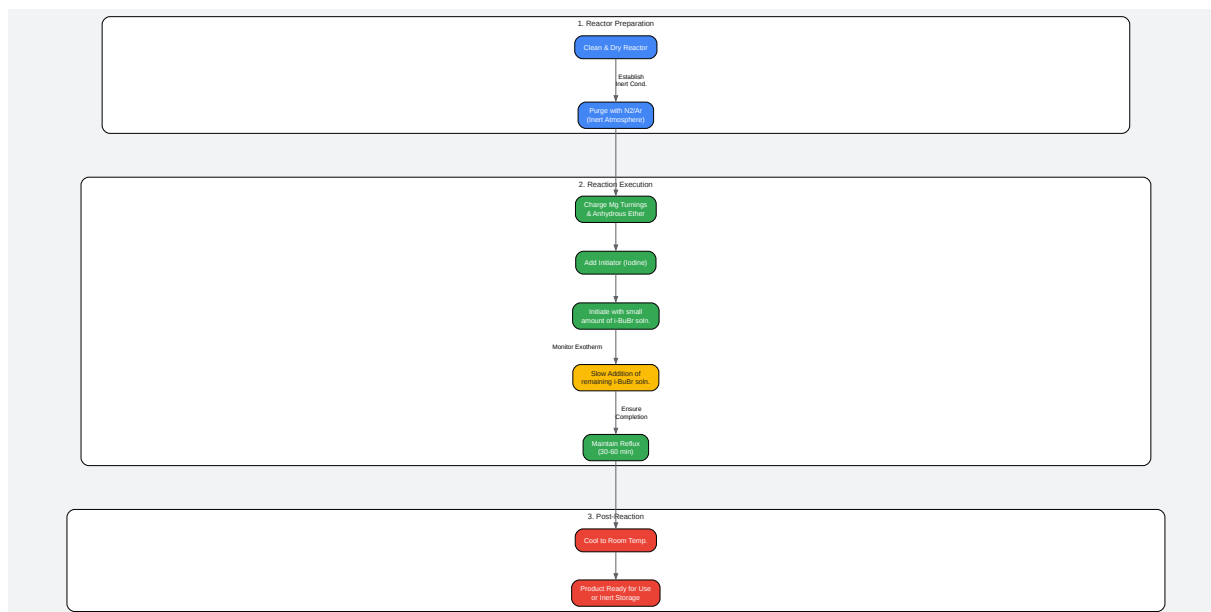 1. Reactor Preparation
Clean & Dry Reactor
Establish
Inert Cond.
Purge with N2/Ar
(Inert Atmosphere)
2. Reaction Execution
Charge Mg Turnings
& Anhydrous Ether
Add Initiator (Iodine)
Initiate with small
amount of i-BuBr soln.
Monitor Exotherm
Slow Addition of
remaining i-BuBr soln.
Ensure
Completion
Maintain Reflux
(30-60 min)
3. Post-Reaction
Cool to Room Temp.
Product Ready for Use
or Inert Storage